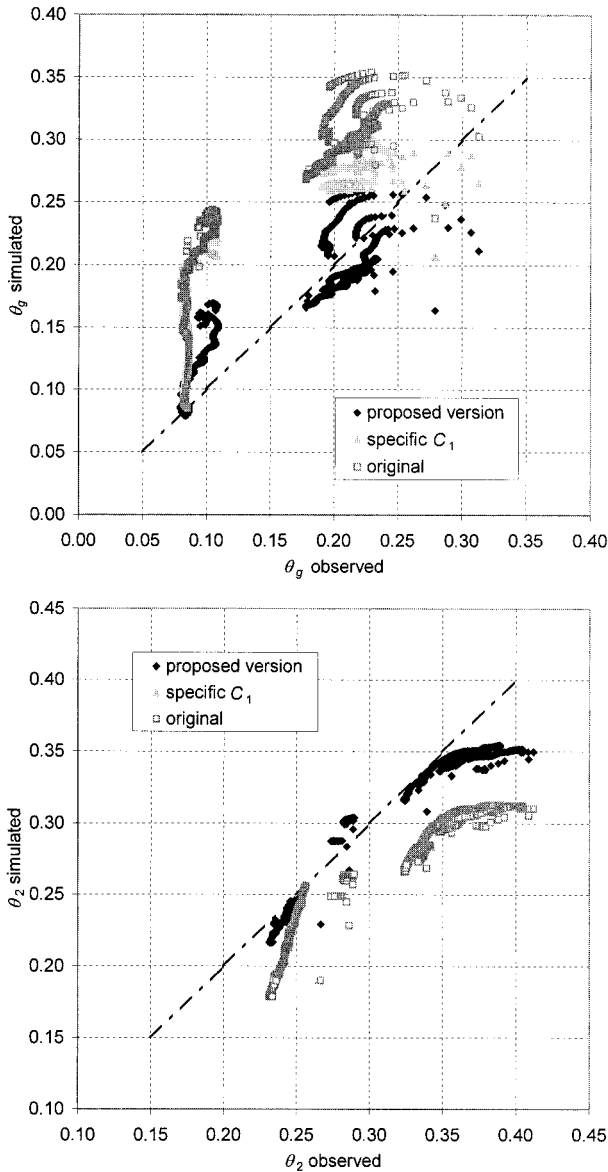 0.40
0.35
0.30
0.25
0.20
0.15
0.10
0.05
0.00
θg simulated
proposed version
specific C1
original
0.00 0.05 0.10 0.15 0.20 0.25 0.30 0.35 0.40
θg observed
0.45
0.40
0.35
0.30
0.25
0.20
0.15
0.10
θ2 simulated
proposed version
specific C1
original
0.10 0.15 0.20 0.25 0.30 0.35 0.40 0.45
θ2 observed